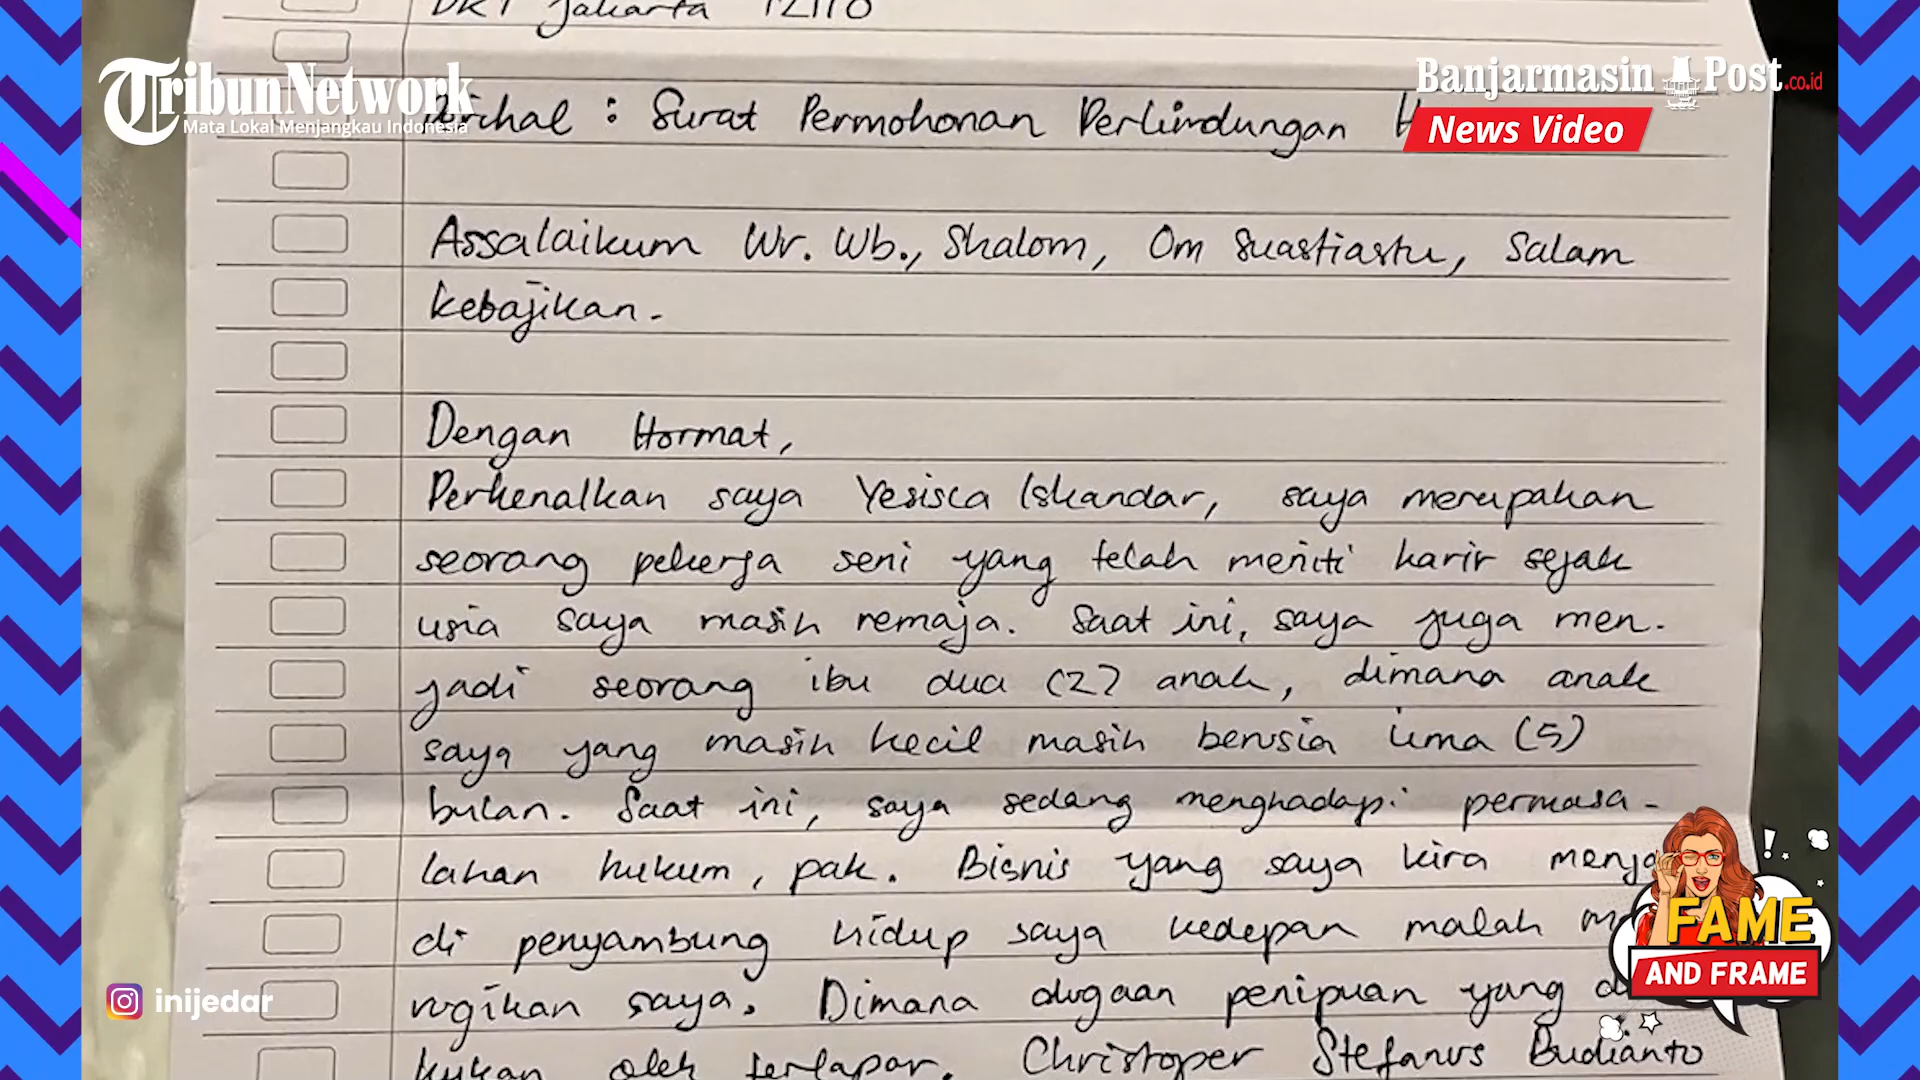 DKI Jakarta 12110
TribunNetwork
Mata Lokal Menjangkau Indonesia
Banjarmasin Post.co.id
News Video
Perihal : Surat Permohonan Perlindungan
Assalaikum Wr. Wb., Shalom, Om Suastiastu, Salam
kebajikan.
Dengan Hormat,
Perkenalkan saya Yesisca Iskandar, saya merupakan
seorang pekerja seni yang telah meniti karir sejak
usia saya masih remaja. Saat ini, saya juga men-
jadi seorang ibu dua (2) anak, dimana anak
saya yang masih kecil masih berusia lima (5)
bulan. Saat ini, saya sedang menghadapi permasa-
lahan hukum, pak. Bisnis yang saya kira menja
di penyambung hidup saya kedepan malah
rugikan saya. Dimana dugaan penipuan yang
kukan oleh terlapor, Christoper Stefanus Budianto
inijedar
FAME
AND FRAME